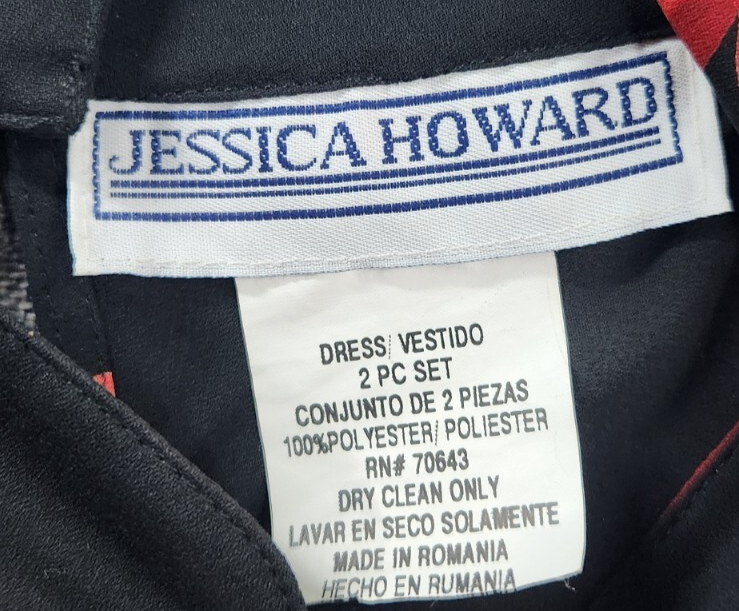 JESSICA HOWARD
DRESS/ VESTIDO
2 PC SET
CONJUNTO DE 2 PIEZAS
100%POLYESTER/ POLIESTER
RN# 70643
DRY CLEAN ONLY
LAVAR EN SECO SOLAMENTE
MADE IN ROMANIA
HECHO EN RUMANIA